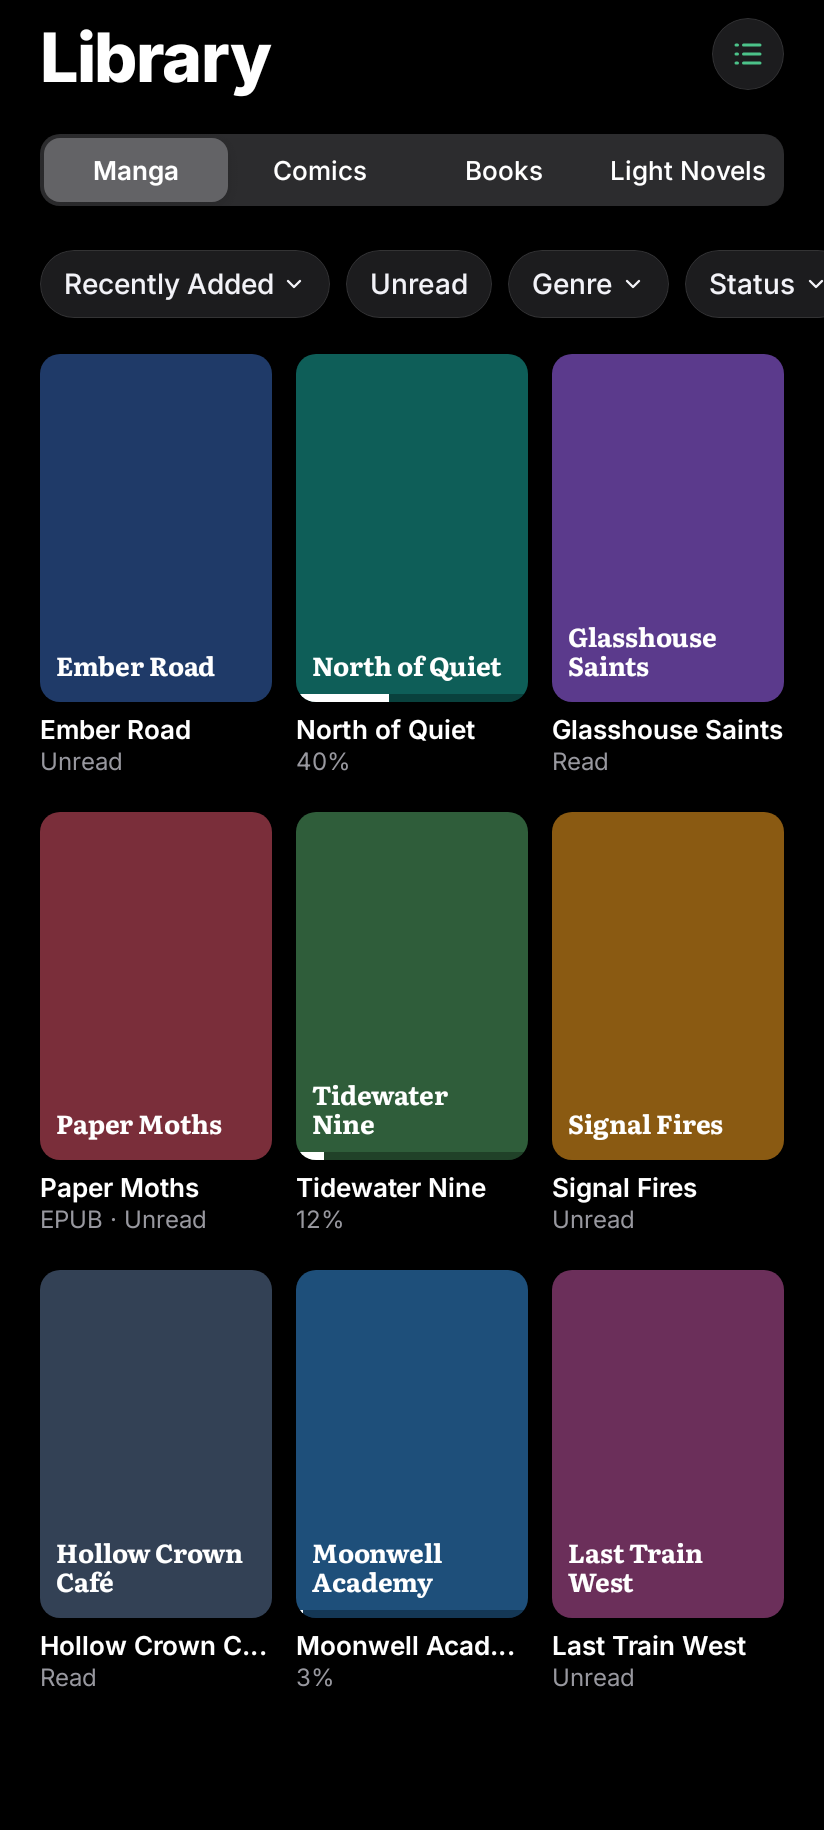 Library
Manga Comics Books Light Novels
Recently Added Unread Genre Status
Ember Road
North of Quiet
Glasshouse
Saints
Ember Road North of Quiet Glasshouse Saints
Unread 40% Read
Paper Moths
Tidewater
Nine
Signal Fires
Paper Moths Tidewater Nine Signal Fires
EPUB · Unread 12% Unread
Hollow Crown
Café
Moonwell
Academy
Last Train
West
Hollow Crown C... Moonwell Acad... Last Train West
Read 3% Unread